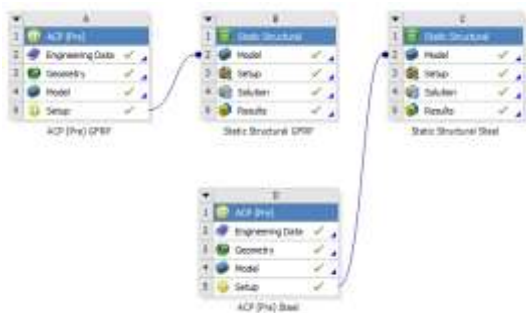 A
1 ACP (Pre)
2 Engineering Data
3 Geometry
4 Model
5 Setup
ACP (Pre) GPRF
B
1 Static Structural
2 Model
3 Setup
4 Solution
5 Results
Static Structural GPRF
C
1 Static Structural
2 Model
3 Setup
4 Solution
5 Results
Static Structural Steel
D
1 ACP (Pre)
2 Engineering Data
3 Geometry
4 Model
5 Setup
ACP (Pre) Steel